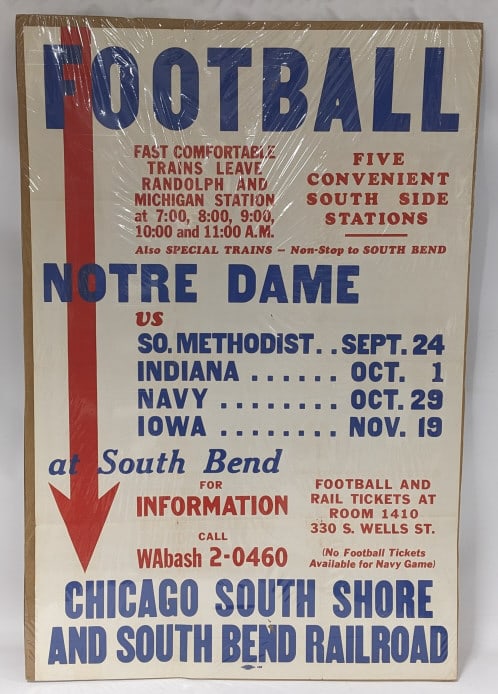 FOOTBALL
FAST COMFORTABLE
TRAINS LEAVE
RANDOLPH AND
MICHIGAN STATION
at 7:00, 8:00, 9:00,
10:00 and 11:00 A.M.
FIVE
CONVENIENT
SOUTH SIDE
STATIONS
Also SPECIAL TRAINS – Non-Stop to SOUTH BEND
NOTRE DAME
vs
SO. METHODIST. . SEPT. 24
INDIANA . . . . . . OCT. 1
NAVY . . . . . . . . OCT. 29
IOWA . . . . . . . . NOV. 19
at South Bend
FOR
INFORMATION
CALL
WAbash 2-0460
FOOTBALL AND
RAIL TICKETS AT
ROOM 1410
330 S. WELLS ST.
(No Football Tickets
Available for Navy Game)
CHICAGO SOUTH SHORE
AND SOUTH BEND RAILROAD